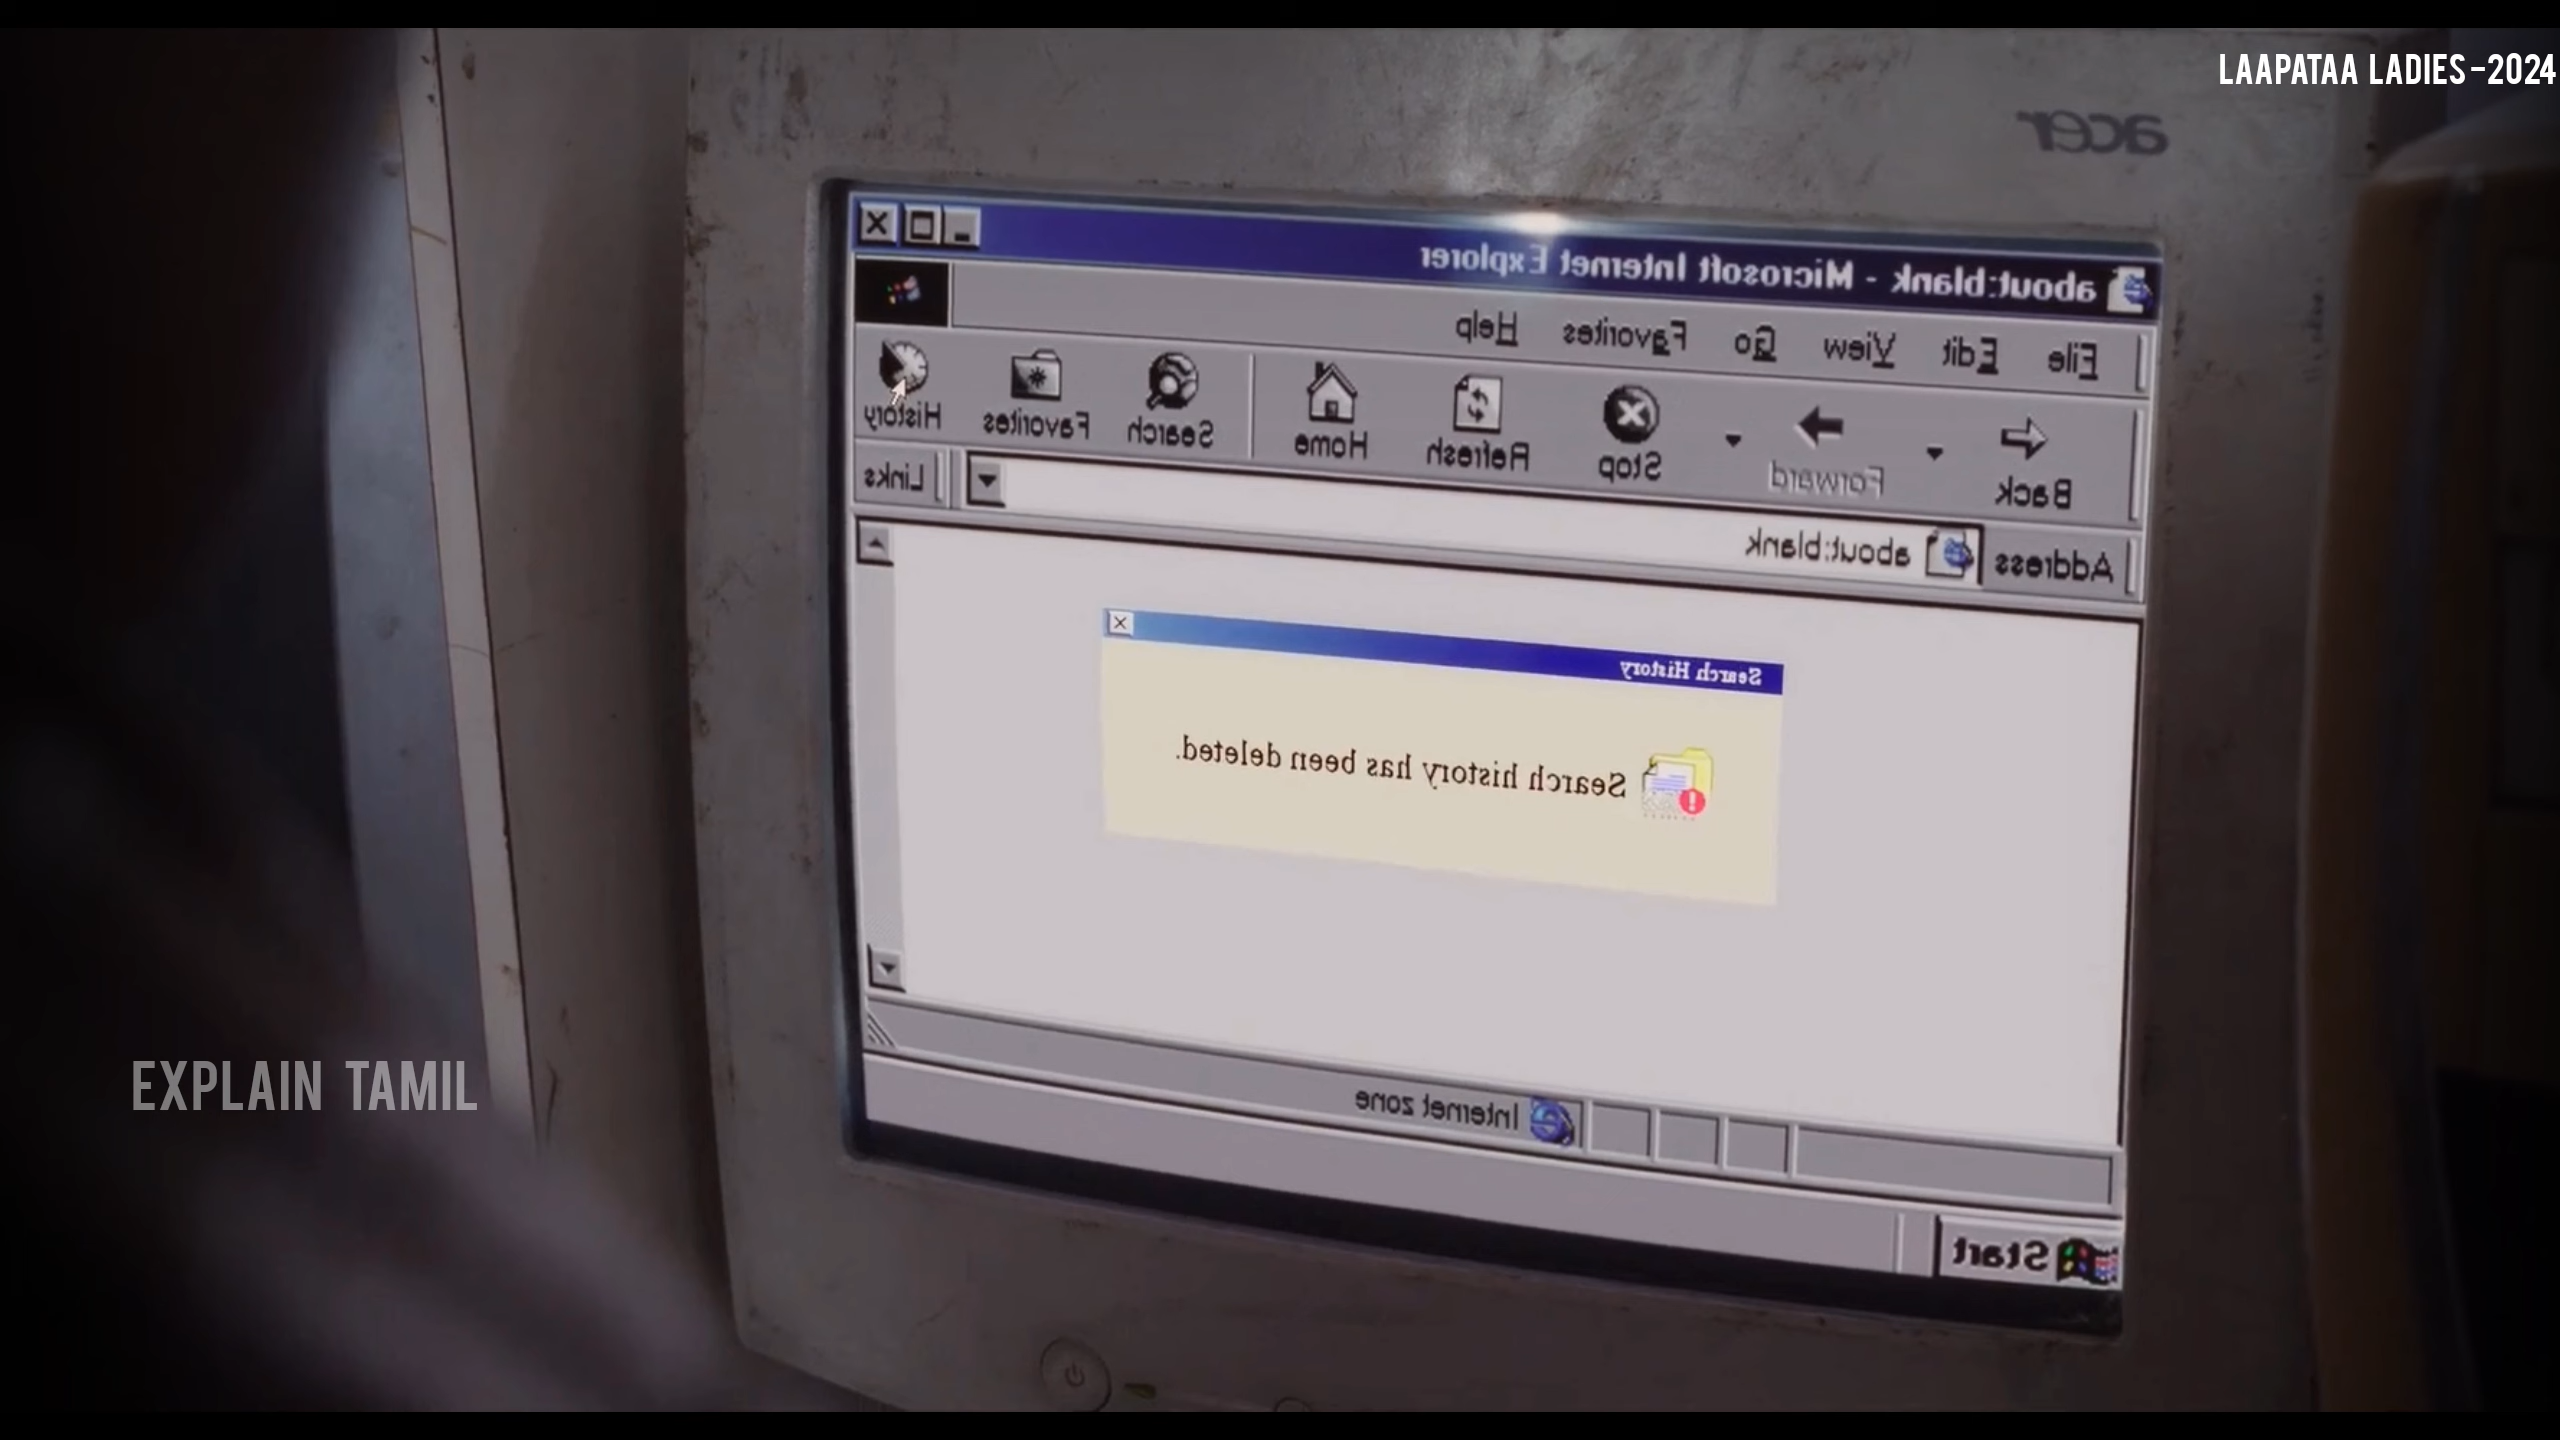 LAAPATAA LADIES-2024
acer
about:blank - Microsoft Internet Explorer
File Edit View Go Favorites Help
Back Forward Stop Refresh Home Search Favorites History
Address about:blank Links
Search History
Search history has been deleted.
EXPLAIN TAMIL
Internet zone
Start